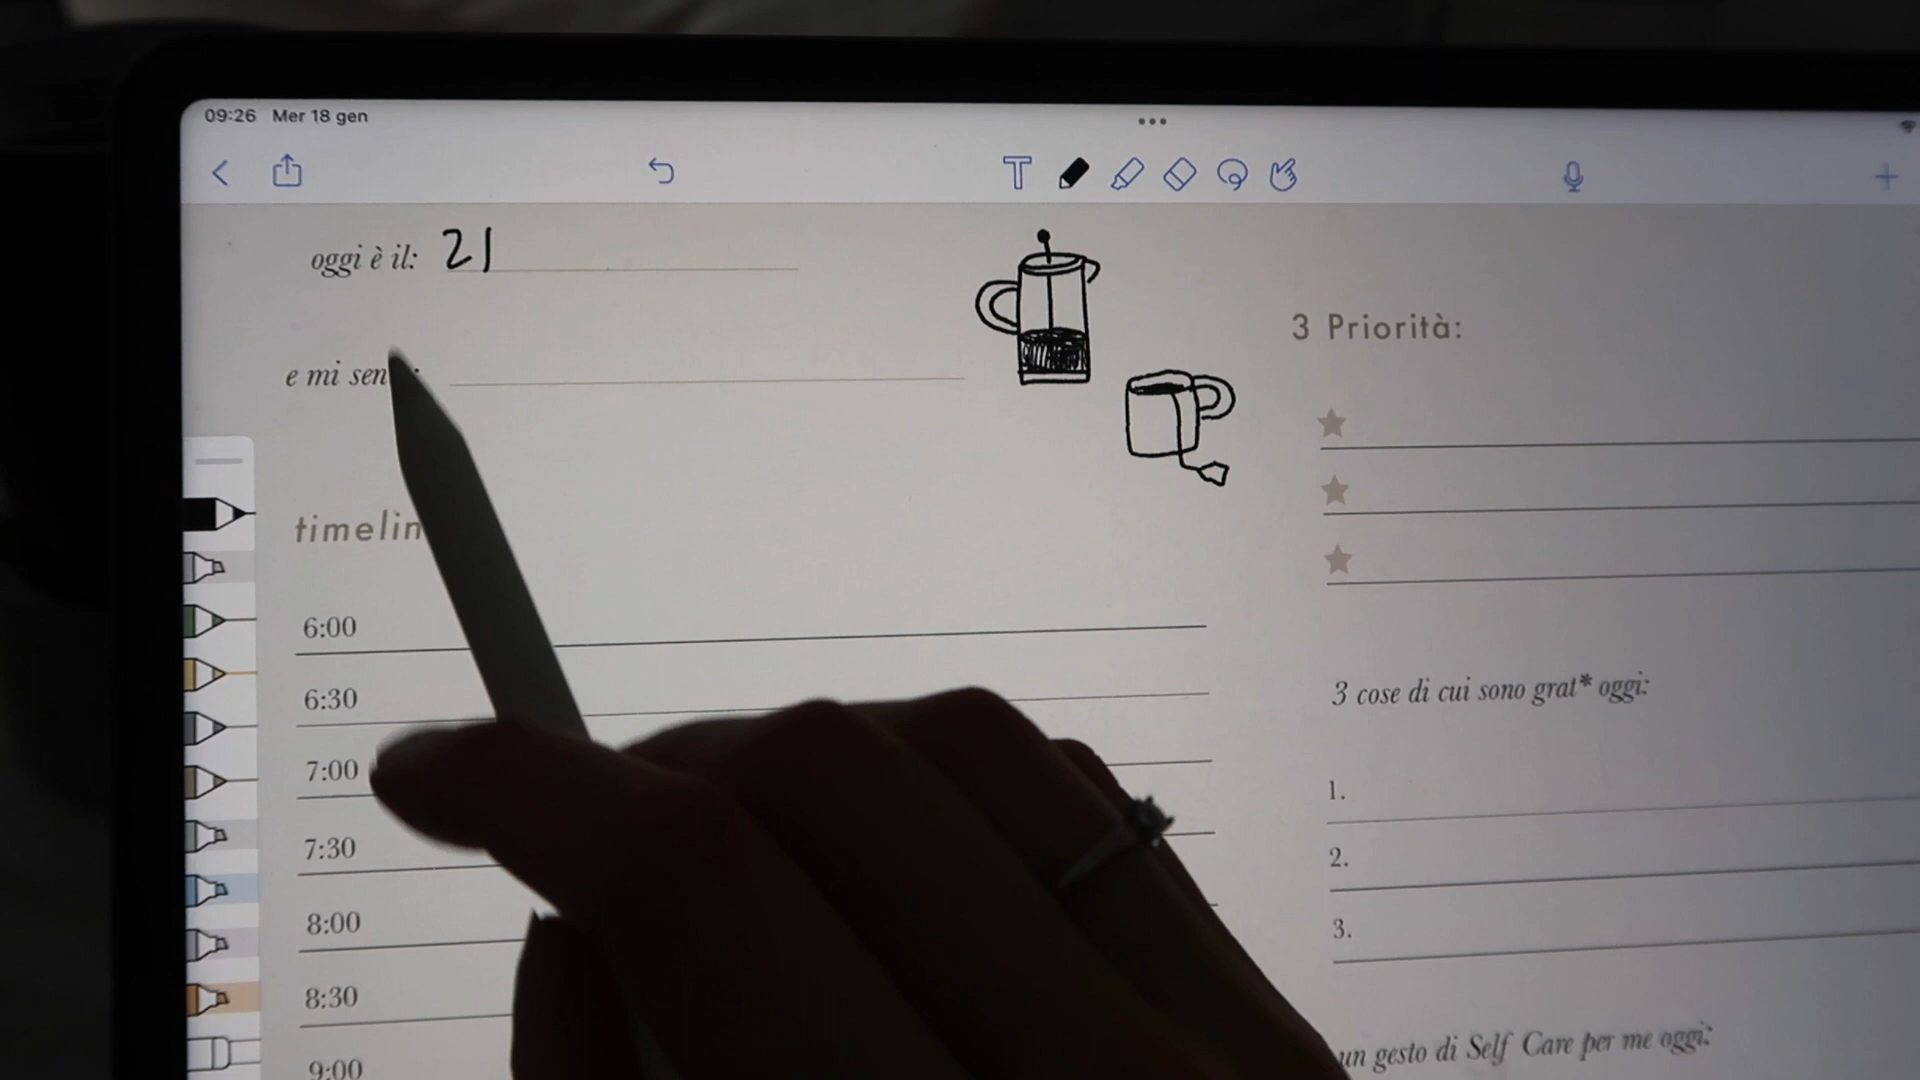 09:26 Mer 18 gen
T
oggi è il: 21
e mi sen
timelin
6:00
6:30
7:00
7:30
8:00
8:30
9:00
3 Priorità:
3 cose di cui sono grat* oggi:
1.
2.
3.
un gesto di Self Care per me oggi: